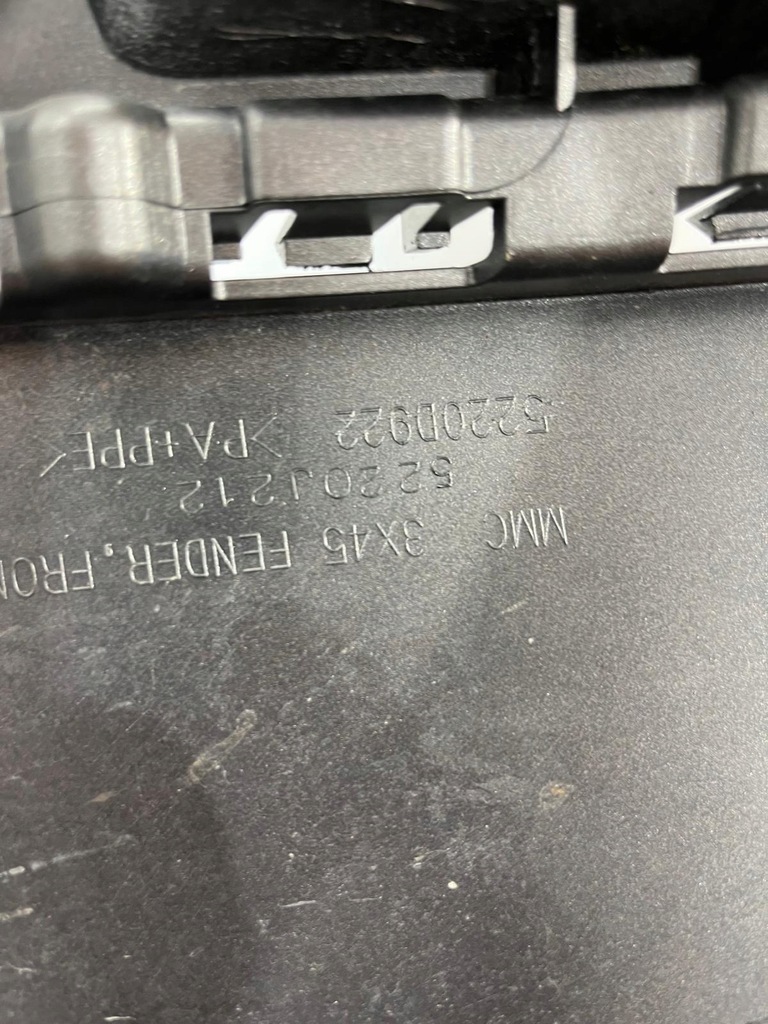 MMC 3X45 FENDER,FRON
5220J212
5220D922 >PA+PPE<